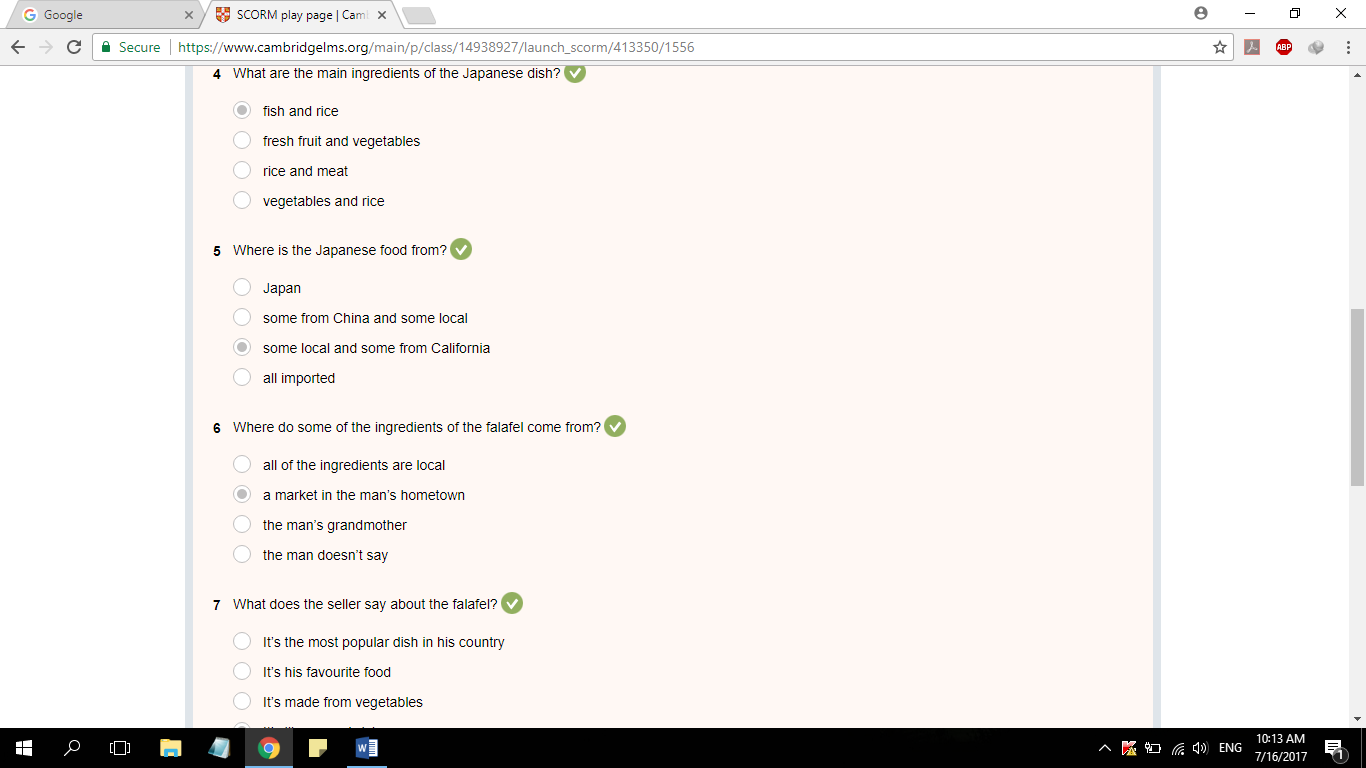 Google
SCORM play page | Cam
Secure https://www.cambridgelms.org/main/p/class/14938927/launch_scorm/413350/1556
ABP
4 What are the main ingredients of the Japanese dish?
fish and rice
fresh fruit and vegetables
rice and meat
vegetables and rice
5 Where is the Japanese food from?
Japan
some from China and some local
some local and some from California
all imported
6 Where do some of the ingredients of the falafel come from?
all of the ingredients are local
a market in the man's hometown
the man's grandmother
the man doesn't say
7 What does the seller say about the falafel?
It's the most popular dish in his country
It's his favourite food
It's made from vegetables
ENG
10:13 AM
7/16/2017
1